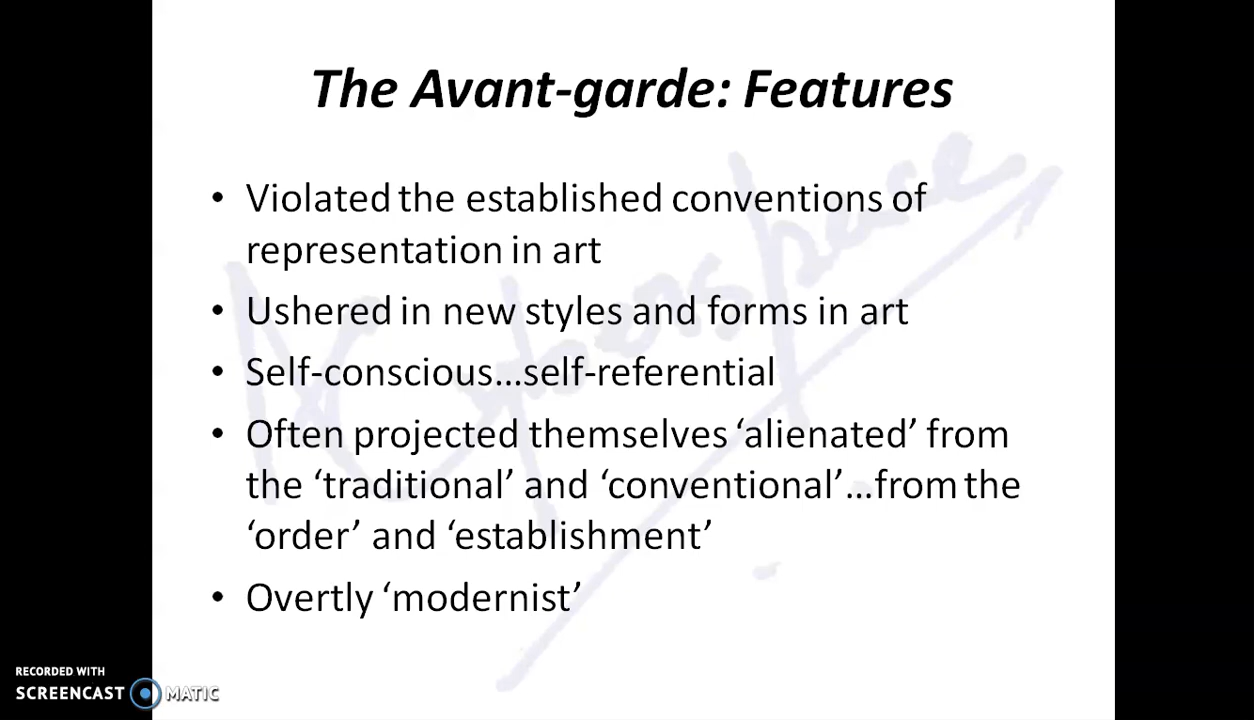 The Avant-garde: Features
• Violated the established conventions of
representation in art
• Ushered in new styles and forms in art
• Self-conscious…self-referential
• Often projected themselves ‘alienated’ from
the ‘traditional’ and ‘conventional’…from the
‘order’ and ‘establishment’
• Overtly ‘modernist’
RECORDED WITH
SCREENCAST MATIC